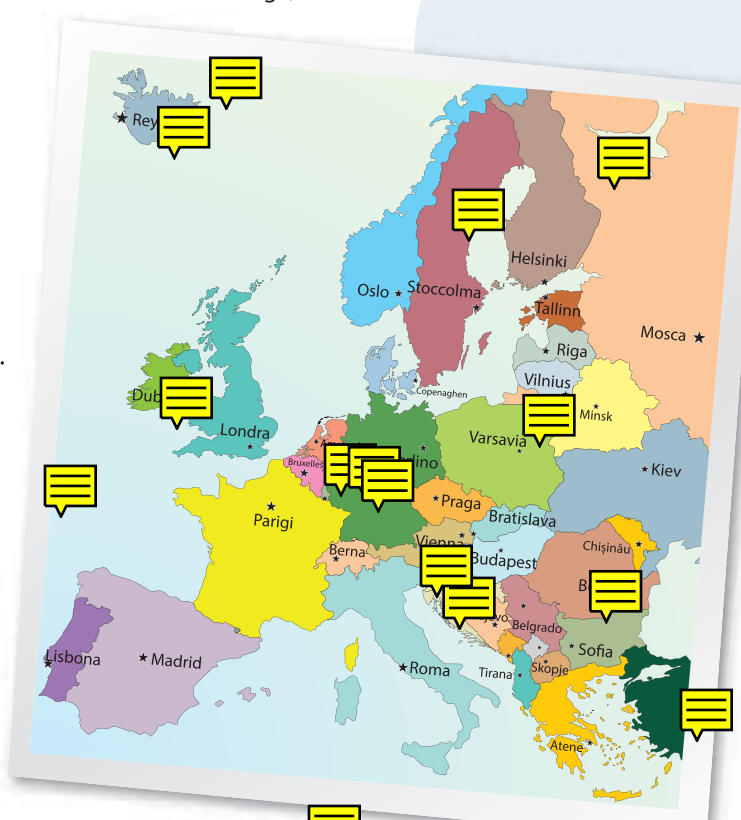 Helsinki
Oslo
Stoccolma
Tallinn
Mosca
Riga
Vilnius
Copenaghen
Minsk
Londra
Varsavia
Kiev
Bruxelles
Praga
Parigi
Bratislava
Chişinău
Berna
Budapest
Belgrado
Sofia
Lisbona
Madrid
Roma
Skopje
Tirana
Atene